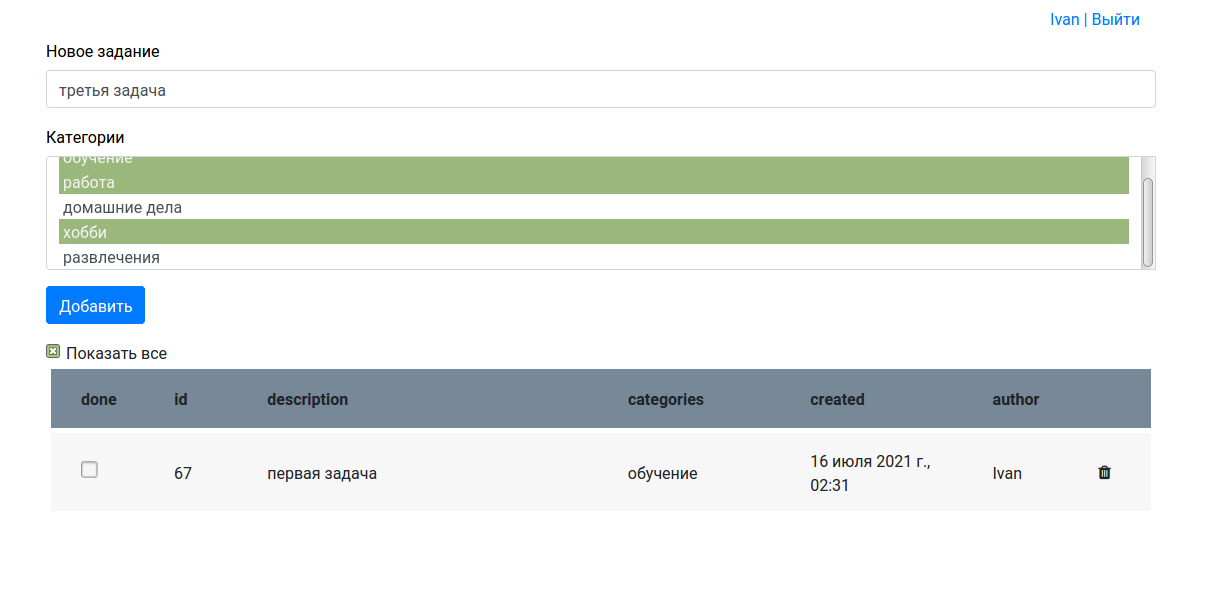 Ivan | Выйти
Новое задание
третья задача
Категории
обучение
работа
домашние дела
хобби
развлечения
Добавить
Показать все
done id description categories created author
67 первая задача обучение 16 июля 2021 г., Ivan
02:31